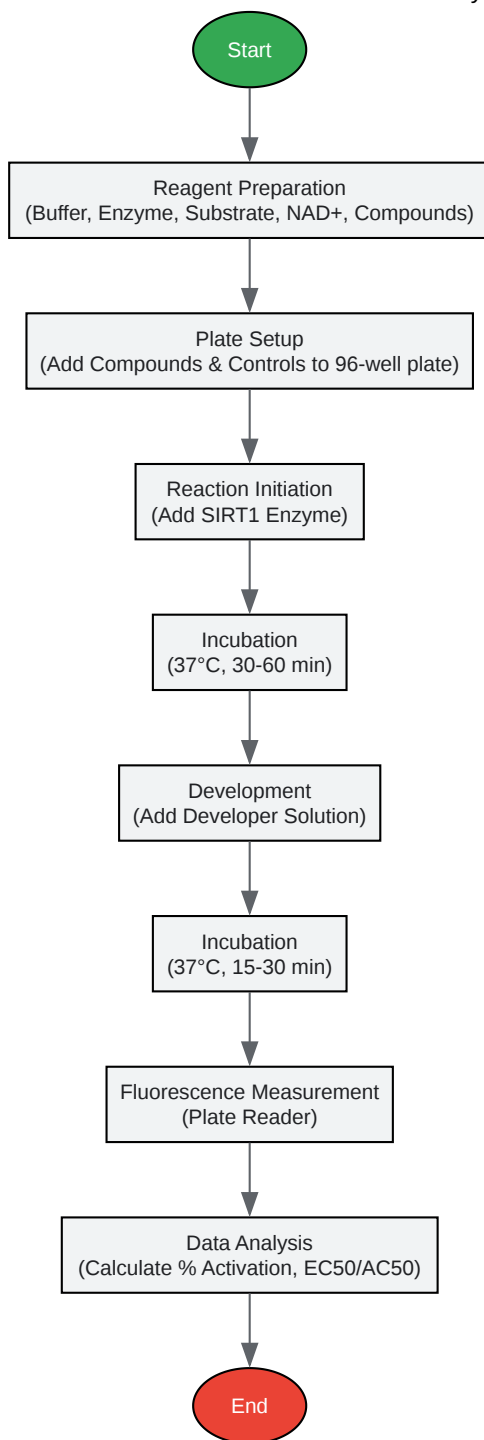 Start
Reagent Preparation
(Buffer, Enzyme, Substrate, NAD+, Compounds)
Plate Setup
(Add Compounds & Controls to 96-well plate)
Reaction Initiation
(Add SIRT1 Enzyme)
Incubation
(37°C, 30-60 min)
Development
(Add Developer Solution)
Incubation
(37°C, 15-30 min)
Fluorescence Measurement
(Plate Reader)
Data Analysis
(Calculate % Activation, EC50/AC50)
End